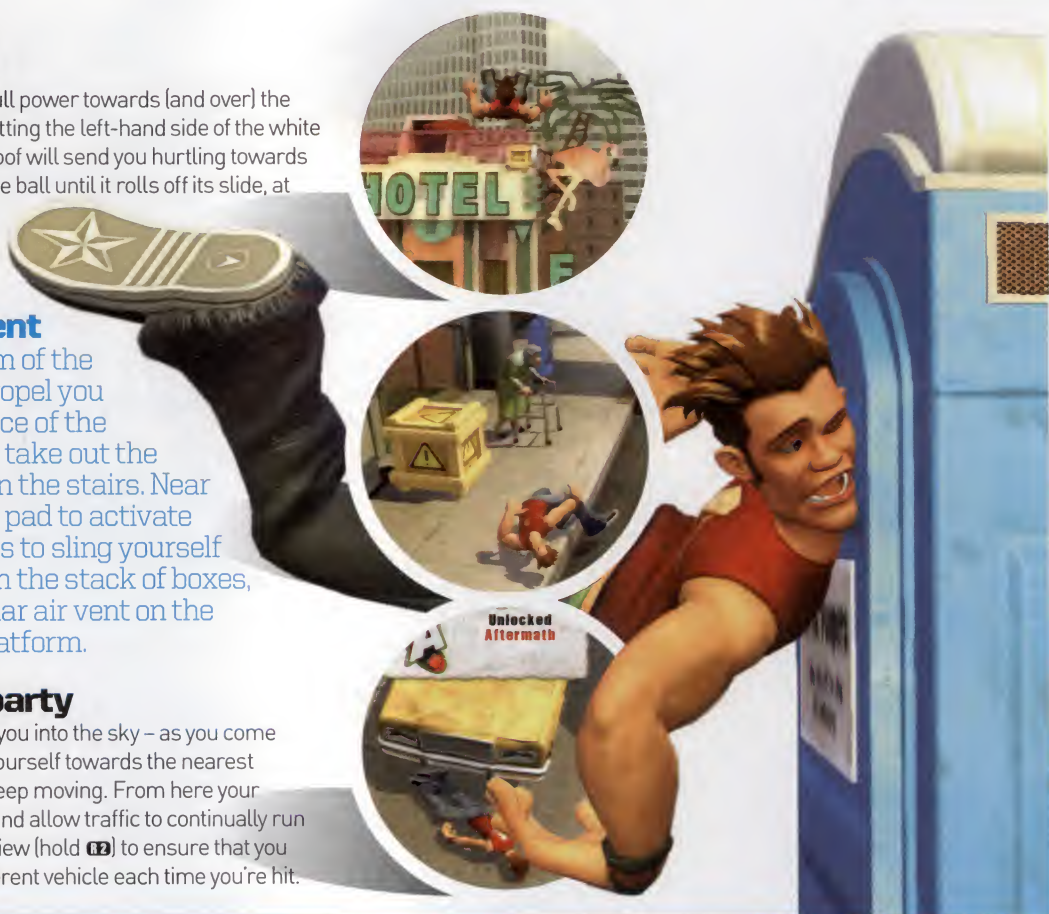 ll power towards (and over) the
tting the left-hand side of the white
oof will send you hurtling towards
e ball until it rolls off its slide, at
HOTEL
E
ent
m of the
opel you
ce of the
take out the
n the stairs. Near
pad to activate
s to sling yourself
n the stack of boxes,
lar air vent on the
atform.
A
Unlocked
Aftermath
party
you into the sky – as you come
ourself towards the nearest
eep moving. From here your
and allow traffic to continually run
iew (hold R2) to ensure that you
erent vehicle each time you're hit.